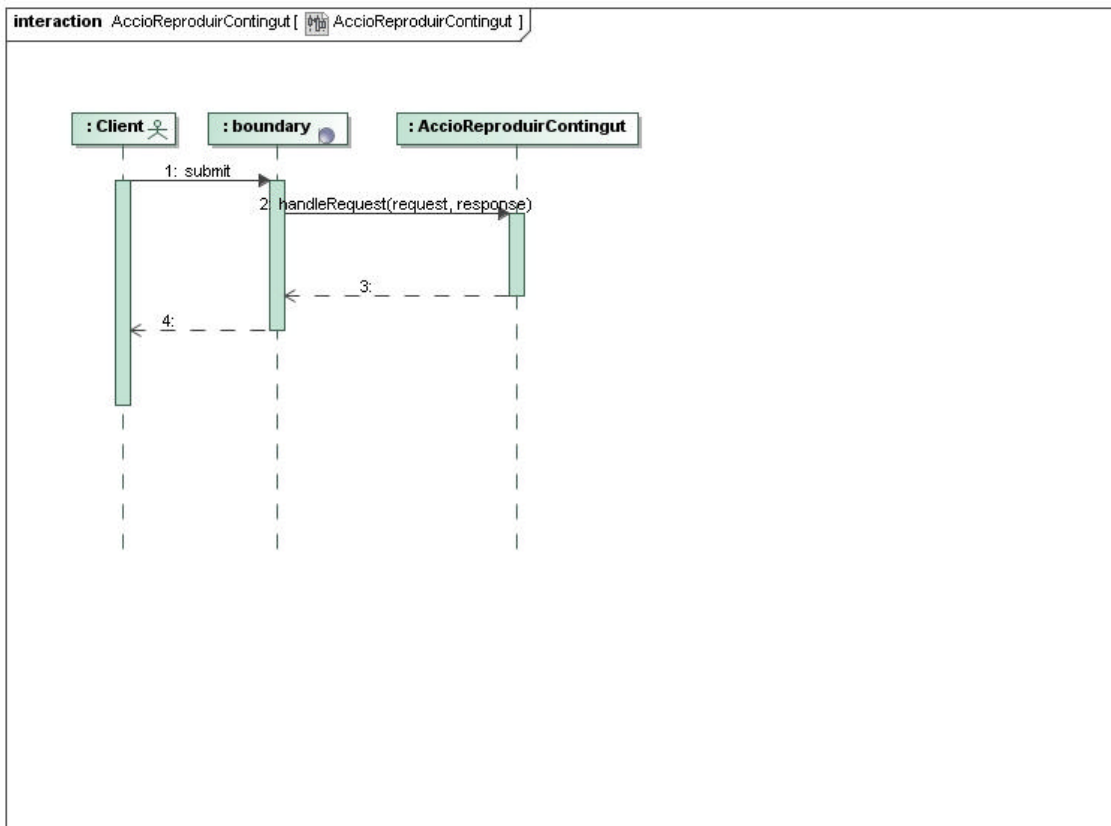 interaction AccioReproduirContingut[ AccioReproduirContingut ]
: Client
: boundary
: AccioReproduirContingut
1: submit
2: handleRequest(request, response)
3:
4: